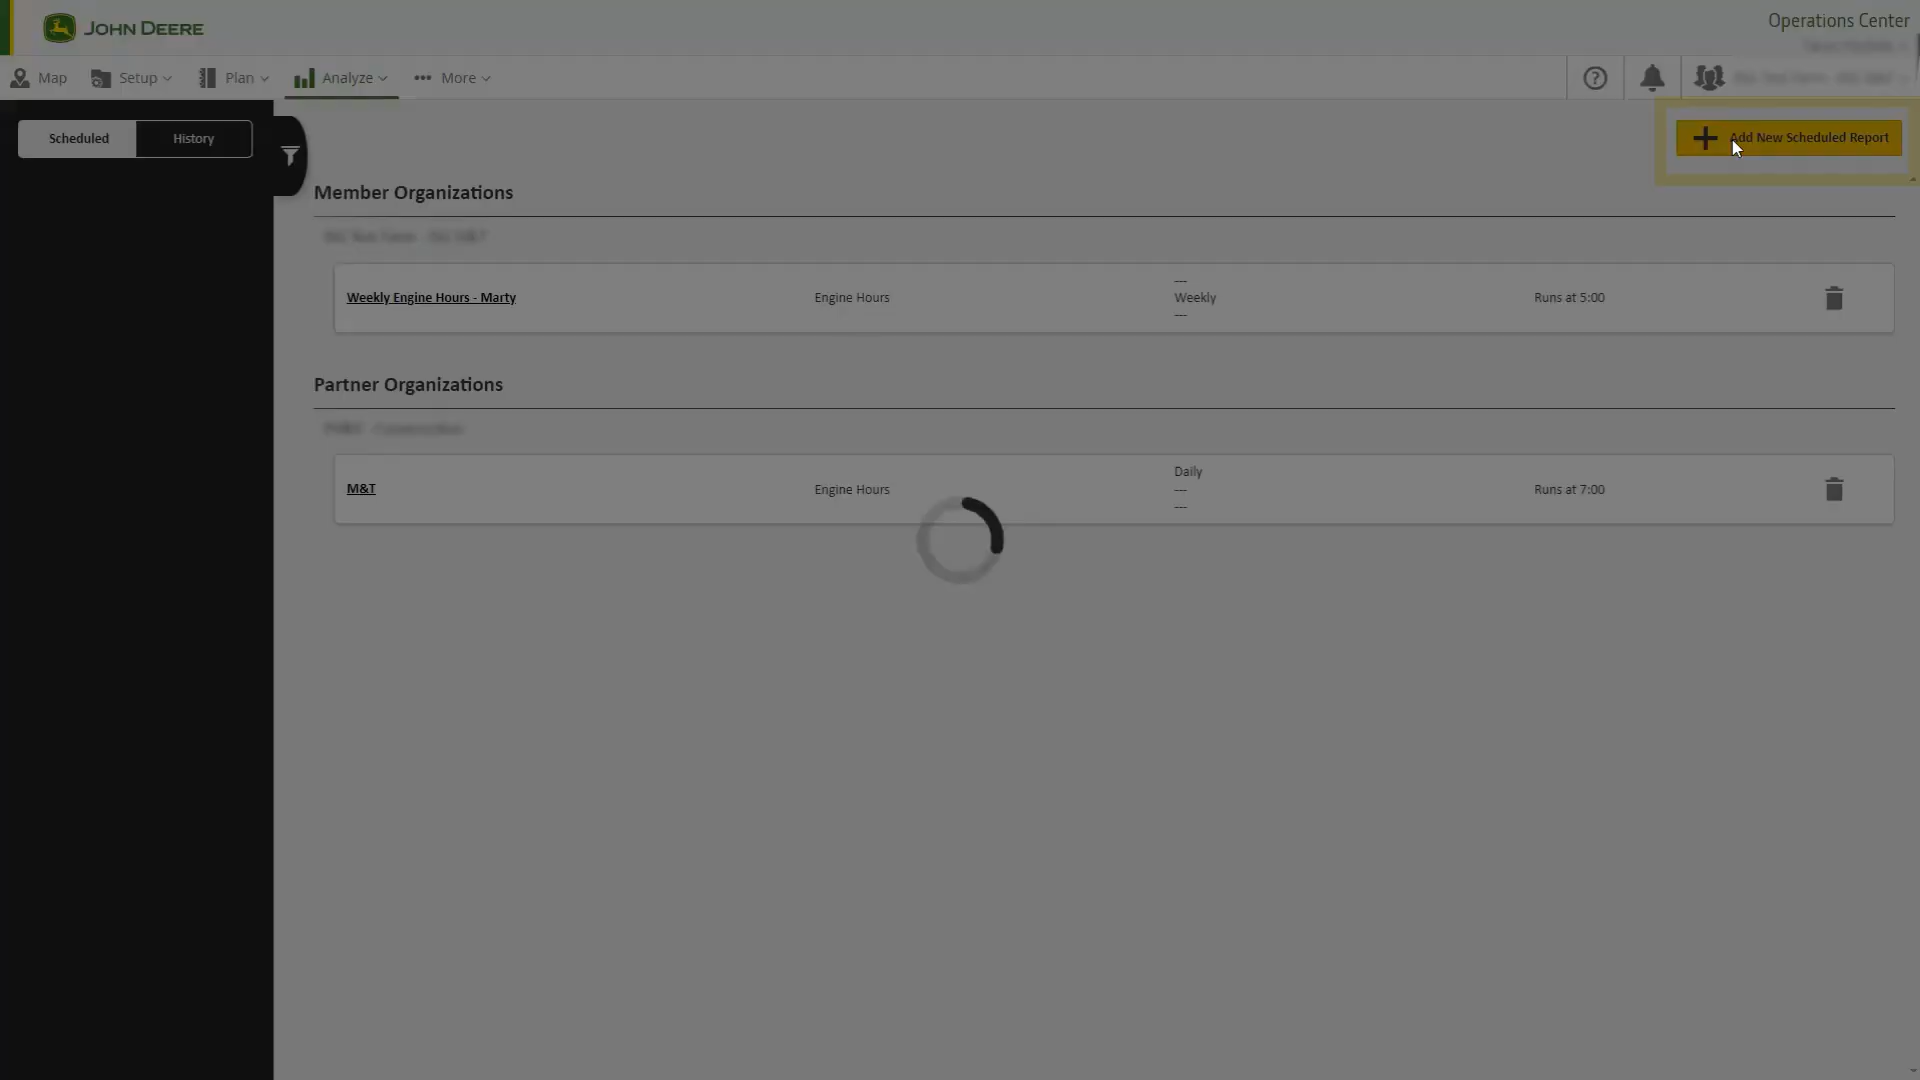 JOHN DEERE
Operations Center
Map
Setup
Plan
Analyze
More
Scheduled
History
Add New Scheduled Report
Member Organizations
Weekly Engine Hours - Marty
Engine Hours
---
Weekly
---
Runs at 5:00
Partner Organizations
M&T
Engine Hours
Daily
---
---
Runs at 7:00